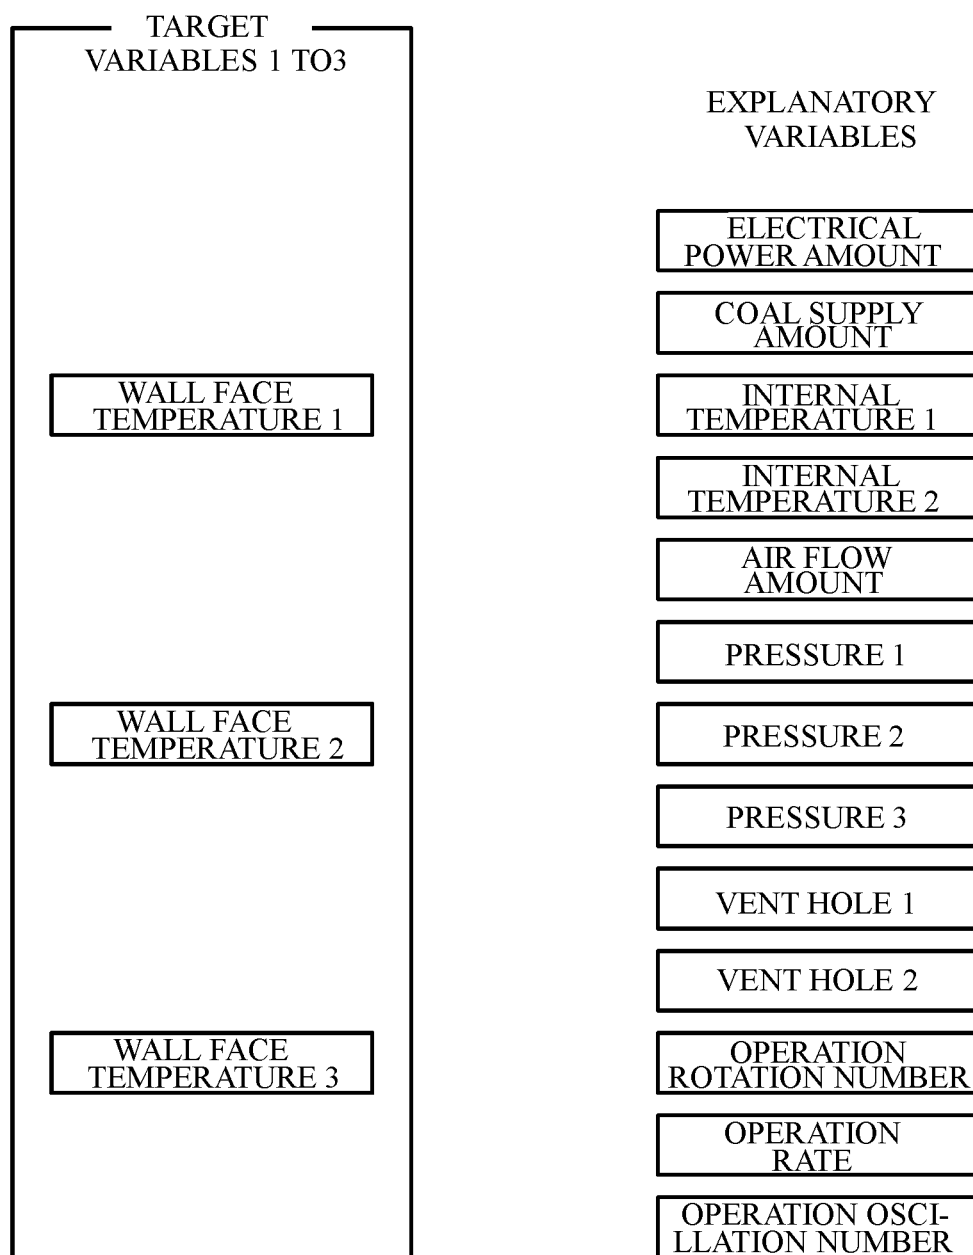 TARGET
VARIABLES 1 TO3
WALL FACE
TEMPERATURE 1
WALL FACE
TEMPERATURE 2
WALL FACE
TEMPERATURE 3
EXPLANATORY
VARIABLES
ELECTRICAL
POWER AMOUNT
COAL SUPPLY
AMOUNT
INTERNAL
TEMPERATURE 1
INTERNAL
TEMPERATURE 2
AIR FLOW
AMOUNT
PRESSURE 1
PRESSURE 2
PRESSURE 3
VENT HOLE 1
VENT HOLE 2
OPERATION
ROTATION NUMBER
OPERATION
RATE
OPERATION OSCI-
LLATION NUMBER